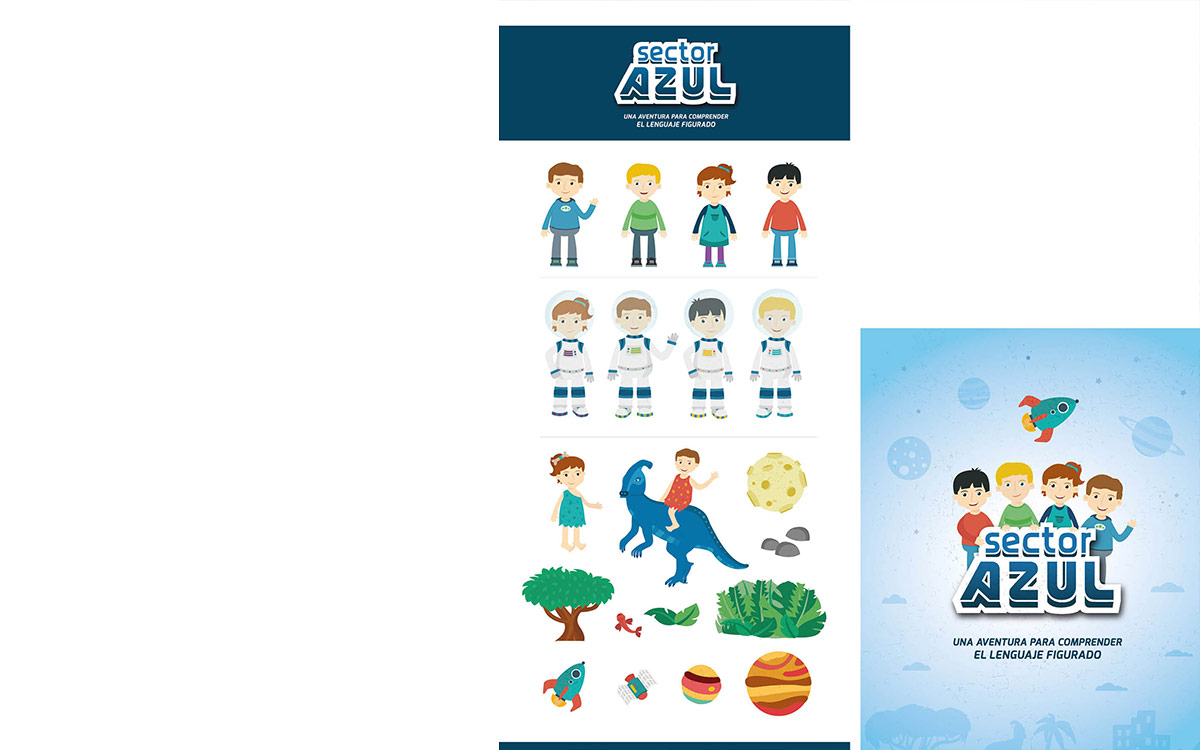 sector
AZUL
UNA AVENTURA PARA COMPRENDER
EL LENGUAJE FIGURADO
sector
AZUL
UNA AVENTURA PARA COMPRENDER
EL LENGUAJE FIGURADO